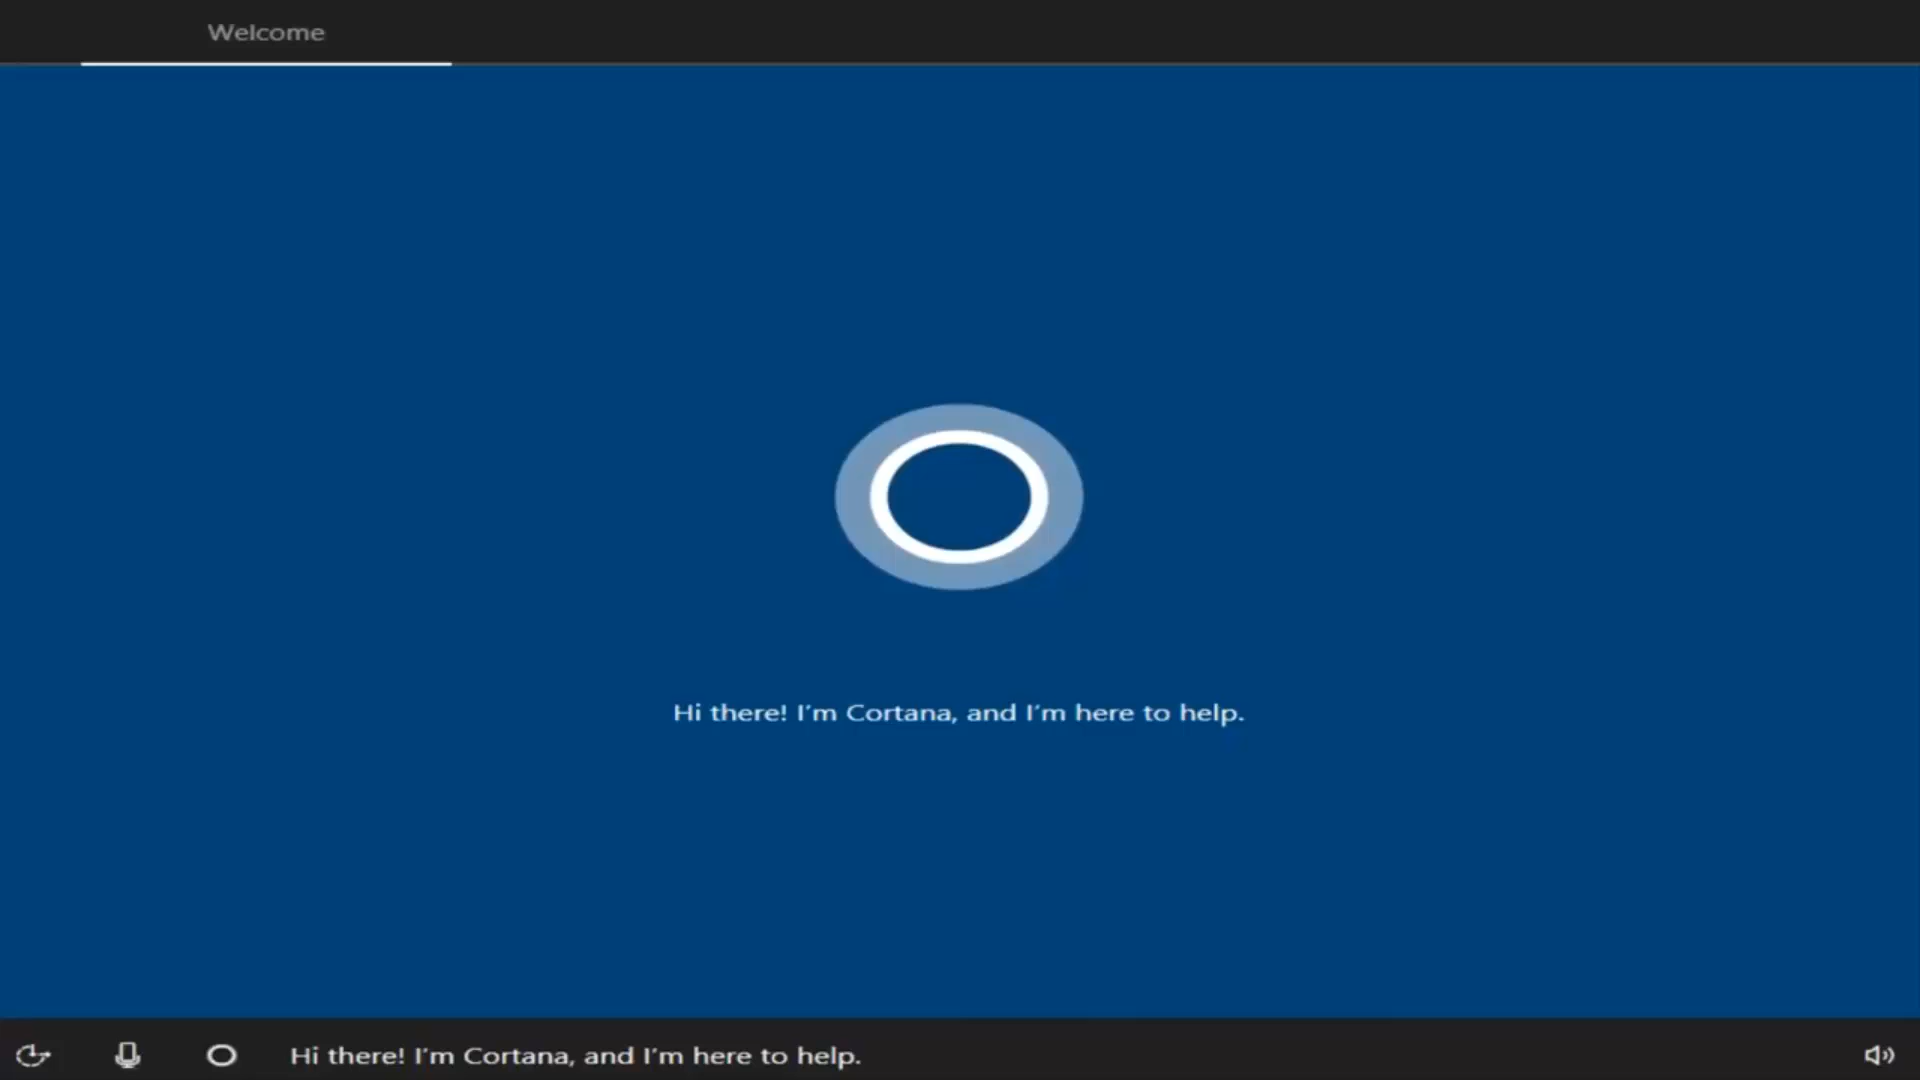 Welcome
Hi there! I'm Cortana, and I'm here to help.
Hi there! I'm Cortana, and I'm here to help.